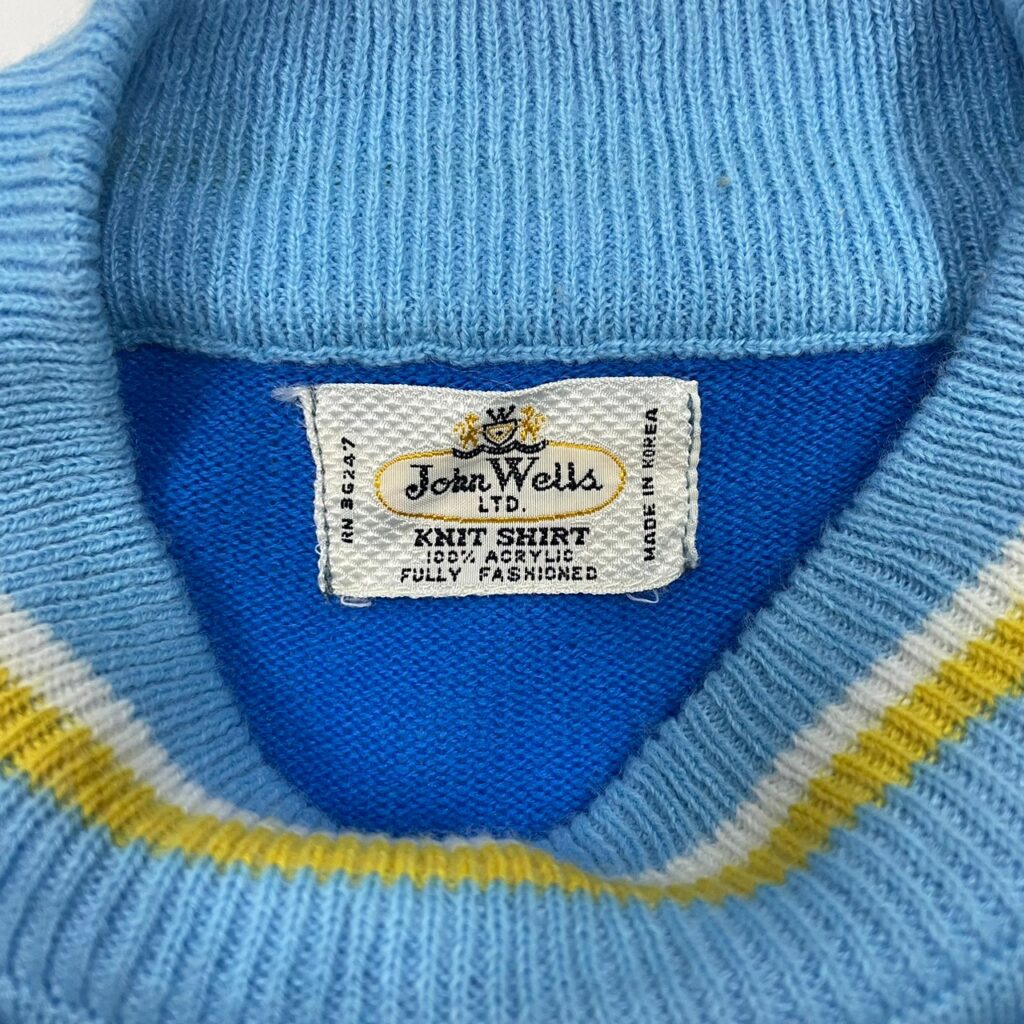 W
John Wells
LTD.
KNIT SHIRT
100% ACRYLIC
FULLY FASHIONED
RN 36247
MADE IN KOREA